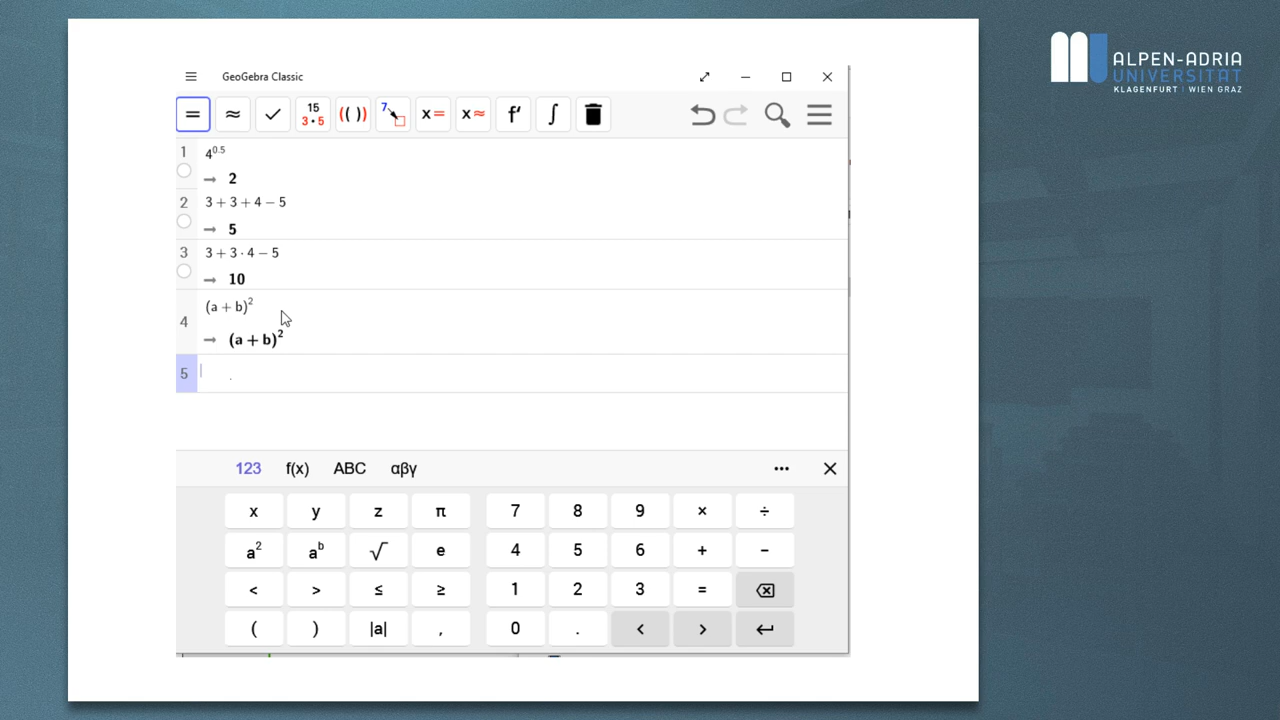 ALPEN-ADRIA
UNIVERSITÄT
KLAGENFURT | WIEN GRAZ
GeoGebra Classic
= ≈ ✓ 15 3·5 (( )) 7 x= x≈ f′ ∫
1 4^0.5
→ 2
2 3 + 3 + 4 − 5
→ 5
3 3 + 3 · 4 − 5
→ 10
4 (a + b)²
→ (a + b)²
5
123 f(x) ABC αβγ ...
x y z π 7 8 9 × ÷
a² a^b √ e 4 5 6 + −
< > ≤ ≥ 1 2 3 =
( ) |a| , 0 . < >